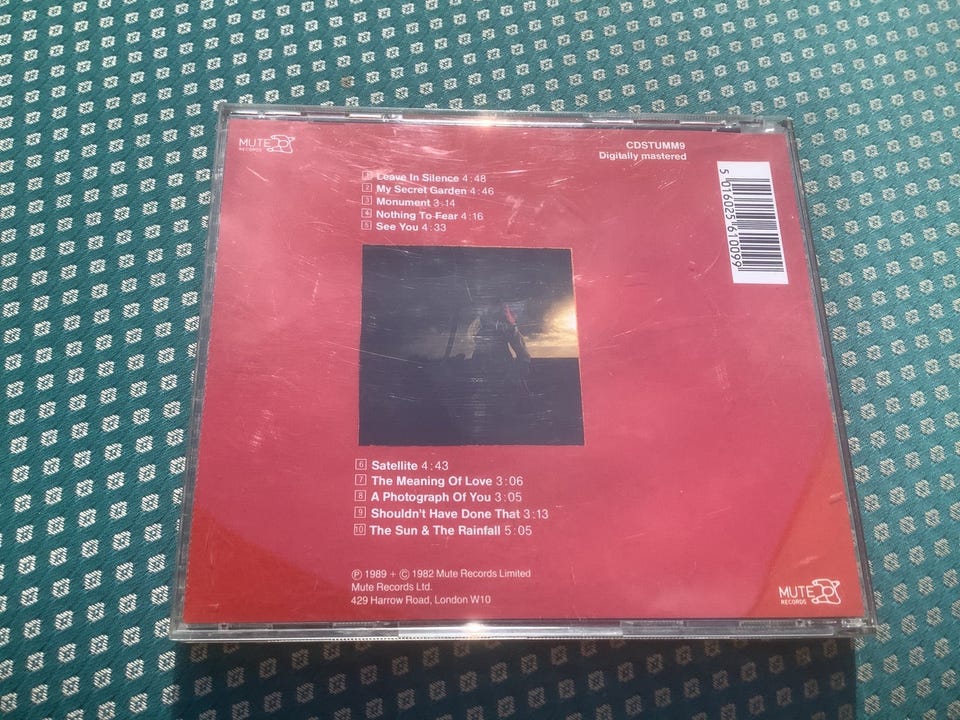 MUTE
RECORDS
CDSTUMM9
Digitally mastered
1 Leave In Silence 4:48
2 My Secret Garden 4:46
3 Monument 3:14
4 Nothing To Fear 4:16
5 See You 4:33
5 016025 610099
6 Satellite 4:43
7 The Meaning Of Love 3:06
8 A Photograph Of You 3:05
9 Shouldn't Have Done That 3:13
10 The Sun & The Rainfall 5:05
℗ 1989 + © 1982 Mute Records Limited
Mute Records Ltd.
429 Harrow Road, London W10
MUTE
RECORDS